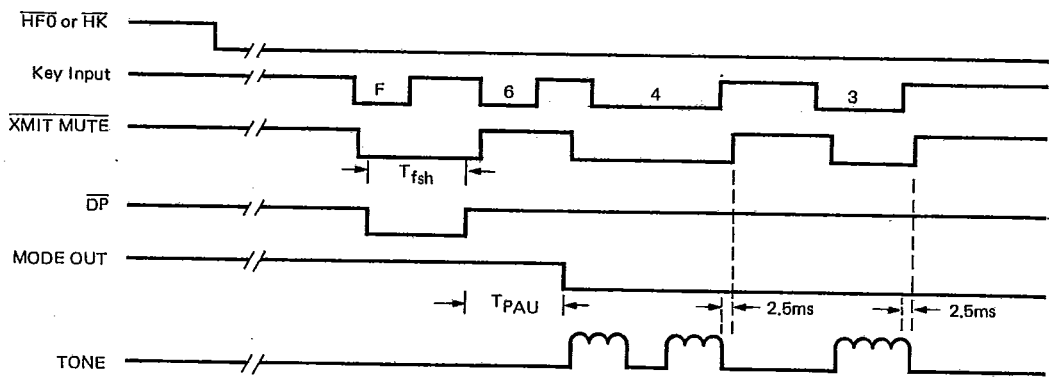 HF0 or HK
Key Input F 6 4 3
XMIT MUTE
Tfsh
DP
MODE OUT
TPAU 2.5ms 2.5ms
TONE